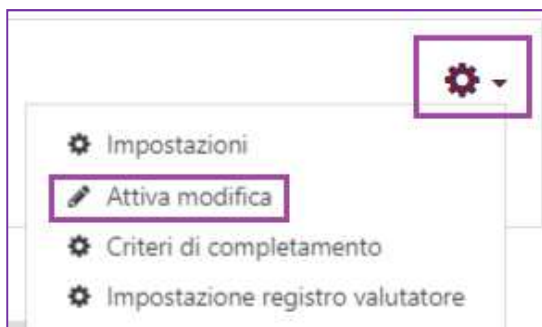 Impostazioni
Attiva modifica
Criteri di completamento
Impostazione registro valutatore